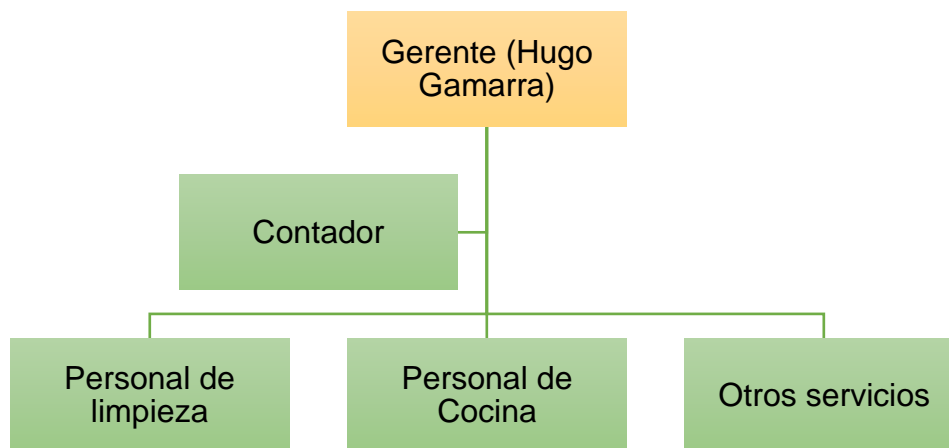 Gerente (Hugo
Gamarra)
Contador
Personal de
limpieza
Personal de
Cocina
Otros servicios